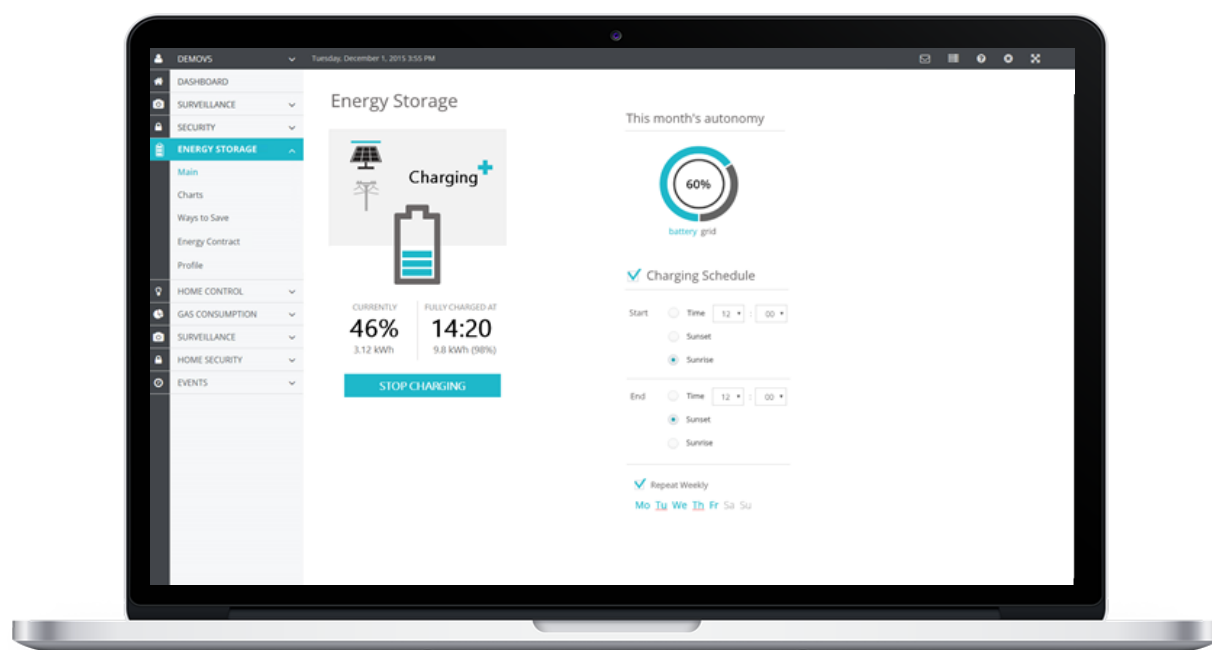 DEMOVS
Tuesday, December 1, 2015 3:55 PM
DASHBOARD
SURVEILLANCE
SECURITY
ENERGY STORAGE
Main
Charts
Ways to Save
Energy Contract
Profile
HOME CONTROL
GAS CONSUMPTION
SURVEILLANCE
HOME SECURITY
EVENTS
Energy Storage
Charging
CURRENTLY
46%
3.12 kWh
FULLY CHARGED AT
14:20
9.8 kWh (98%)
STOP CHARGING
This month's autonomy
60%
battery grid
Charging Schedule
Start Time 12 : 00
Sunset
Sunrise
End Time 12 : 00
Sunset
Sunrise
Repeat Weekly
Mo Tu We Th Fr Sa Su